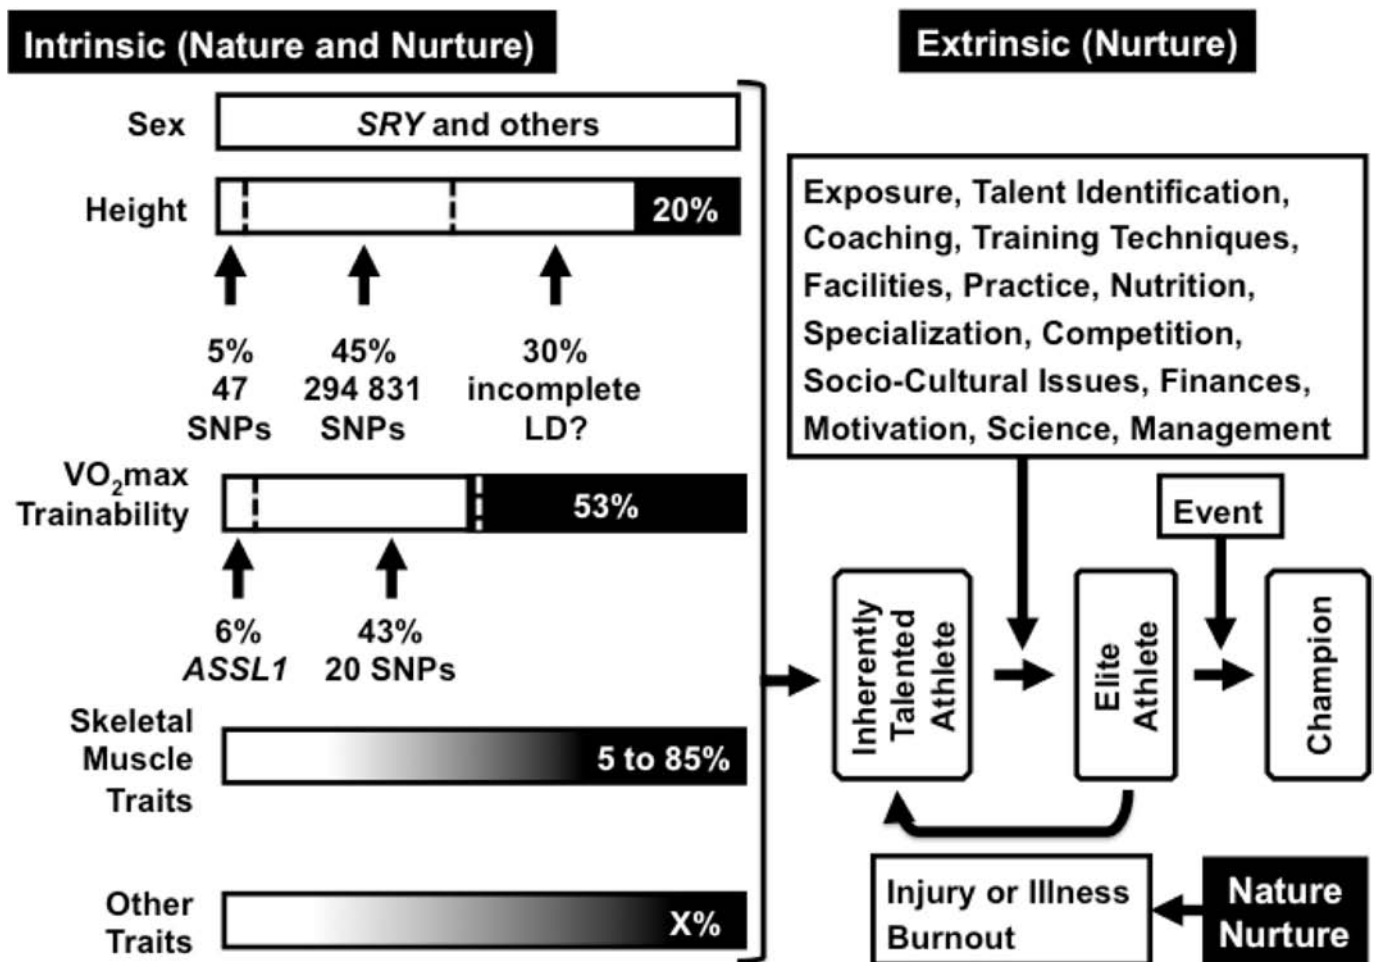 Intrinsic (Nature and Nurture)
Sex
SRY and others
Height
20%
5%
47
SNPs
45%
294 831
SNPs
30%
incomplete
LD?
VO₂max
Trainability
53%
6%
ASSL1
43%
20 SNPs
Skeletal
Muscle
Traits
5 to 85%
Other
Traits
X%
Extrinsic (Nurture)
Exposure, Talent Identification,
Coaching, Training Techniques,
Facilities, Practice, Nutrition,
Specialization, Competition,
Socio-Cultural Issues, Finances,
Motivation, Science, Management
Event
Inherently
Talented
Athlete
Elite
Athlete
Champion
Injury or Illness
Burnout
Nature
Nurture